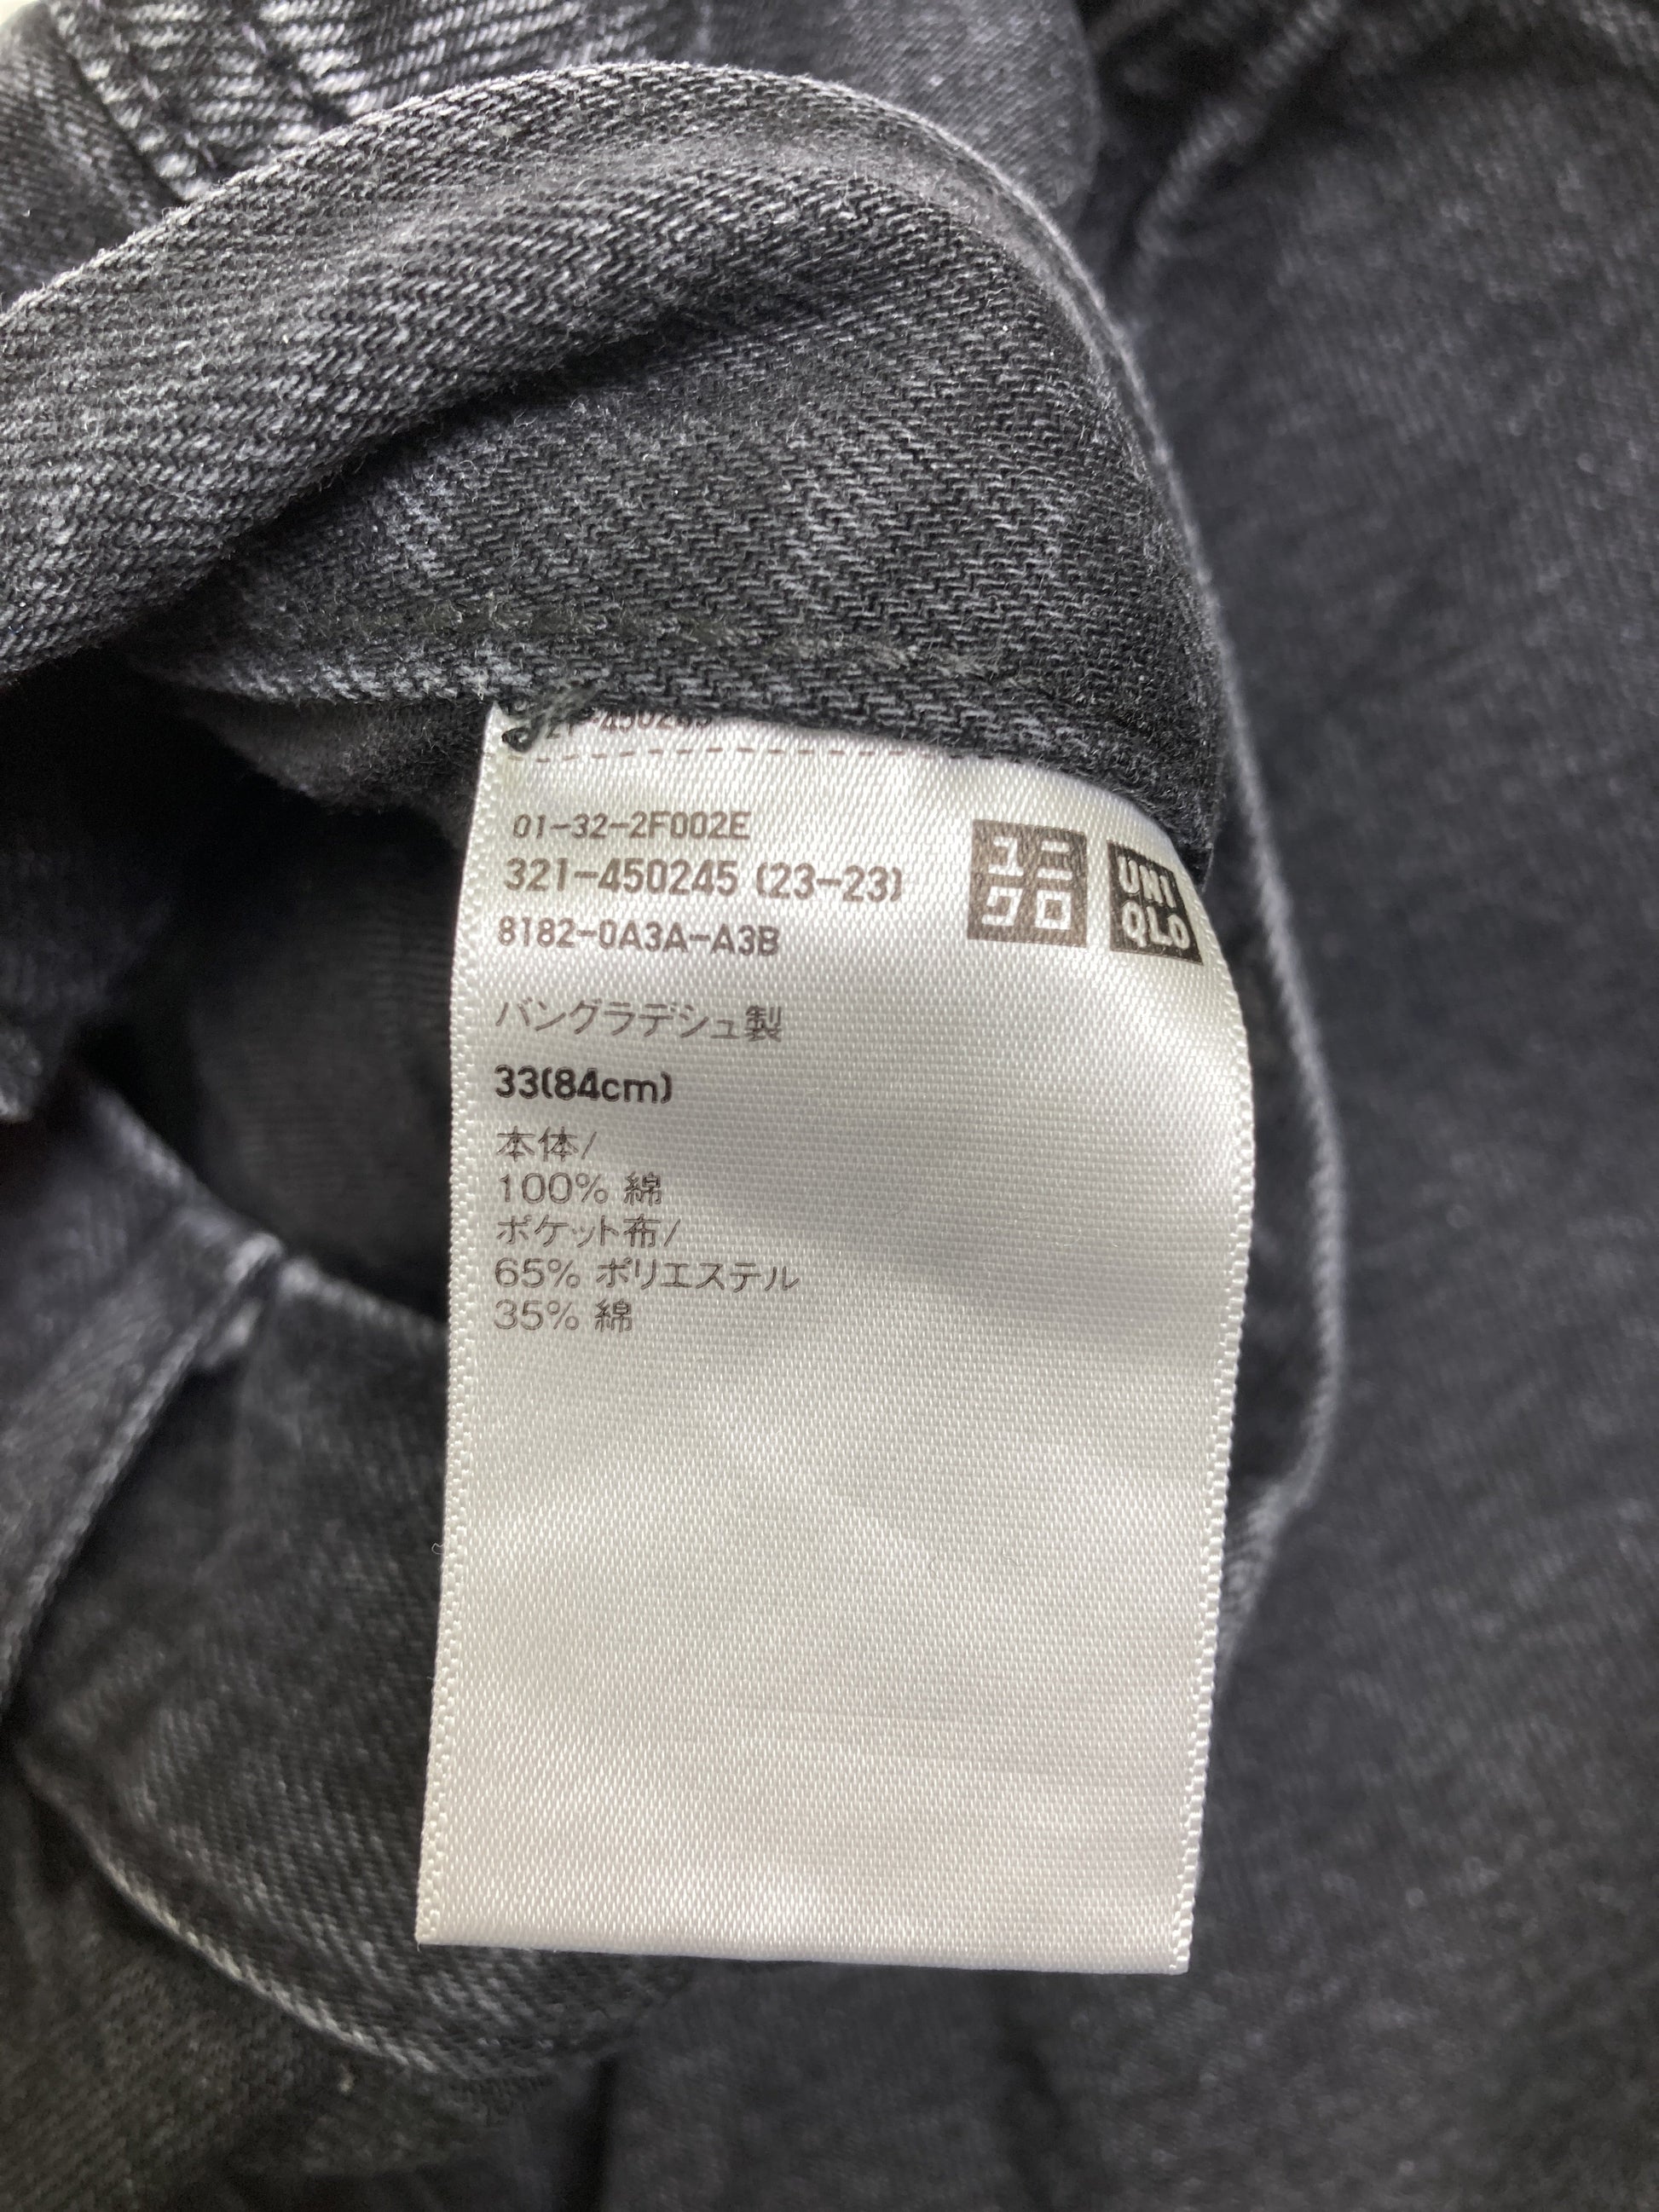 01-32-2F002E
321-450245 (23-23)
8182-0A3A-A3B
ユニ
クロ
UNI
QLO
バングラデシュ製
33(84cm)
本体/
100% 綿
ポケット布/
65% ポリエステル
35% 綿